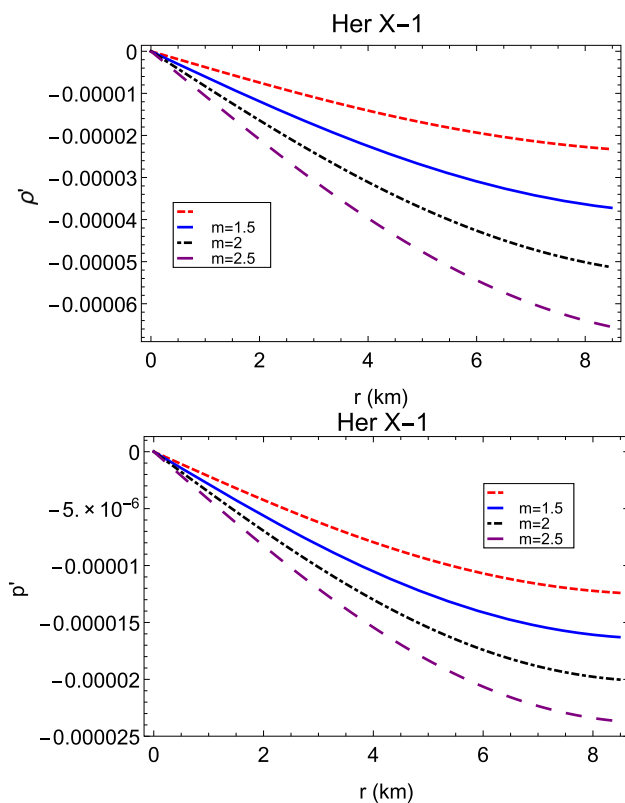 Her X−1
0
−0.00001
−0.00002
−0.00003
−0.00004
−0.00005
−0.00006
ρ'
m=1.5
m=2
m=2.5
0 2 4 6 8
r (km)
Her X−1
0
−5. × 10⁻⁶
−0.00001
−0.000015
−0.00002
−0.000025
p'
m=1.5
m=2
m=2.5
0 2 4 6 8
r (km)